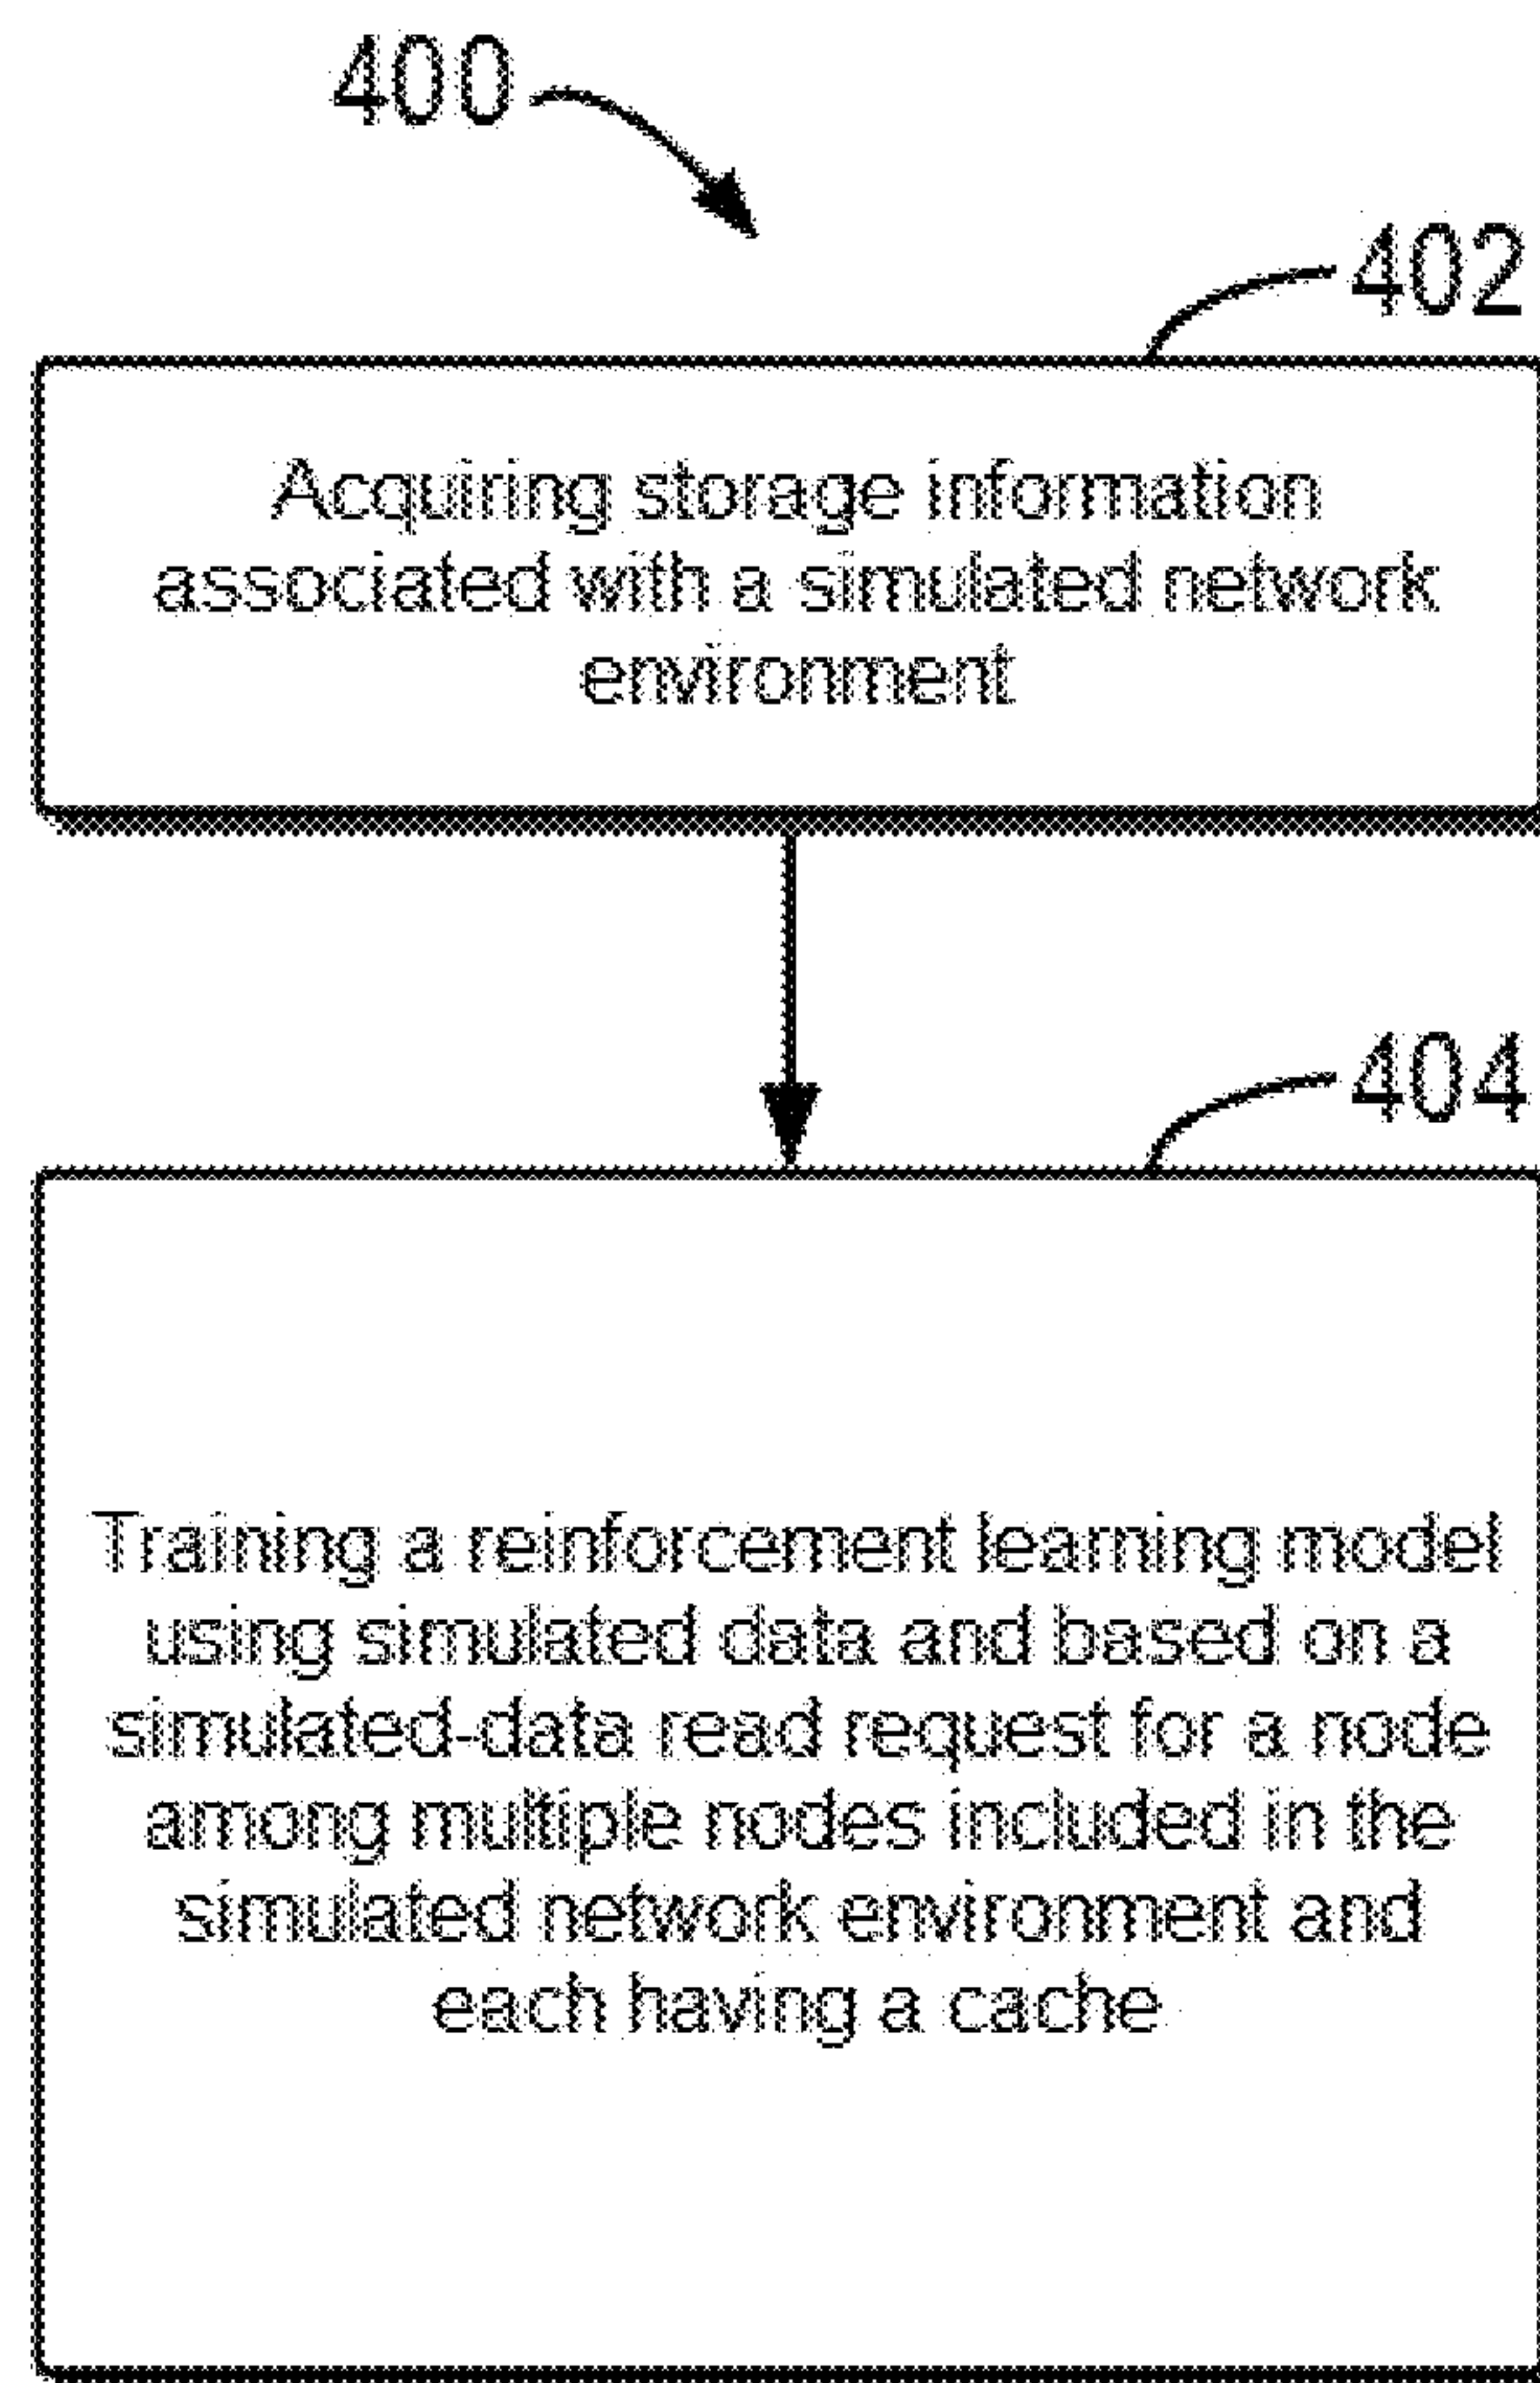 400
402
Acquiring storage information
associated with a simulated network
environment
404
Training a reinforcement learning model
using simulated data and based on a
simulated-data read request for a node
among multiple nodes included in the
simulated network environment and
each having a cache